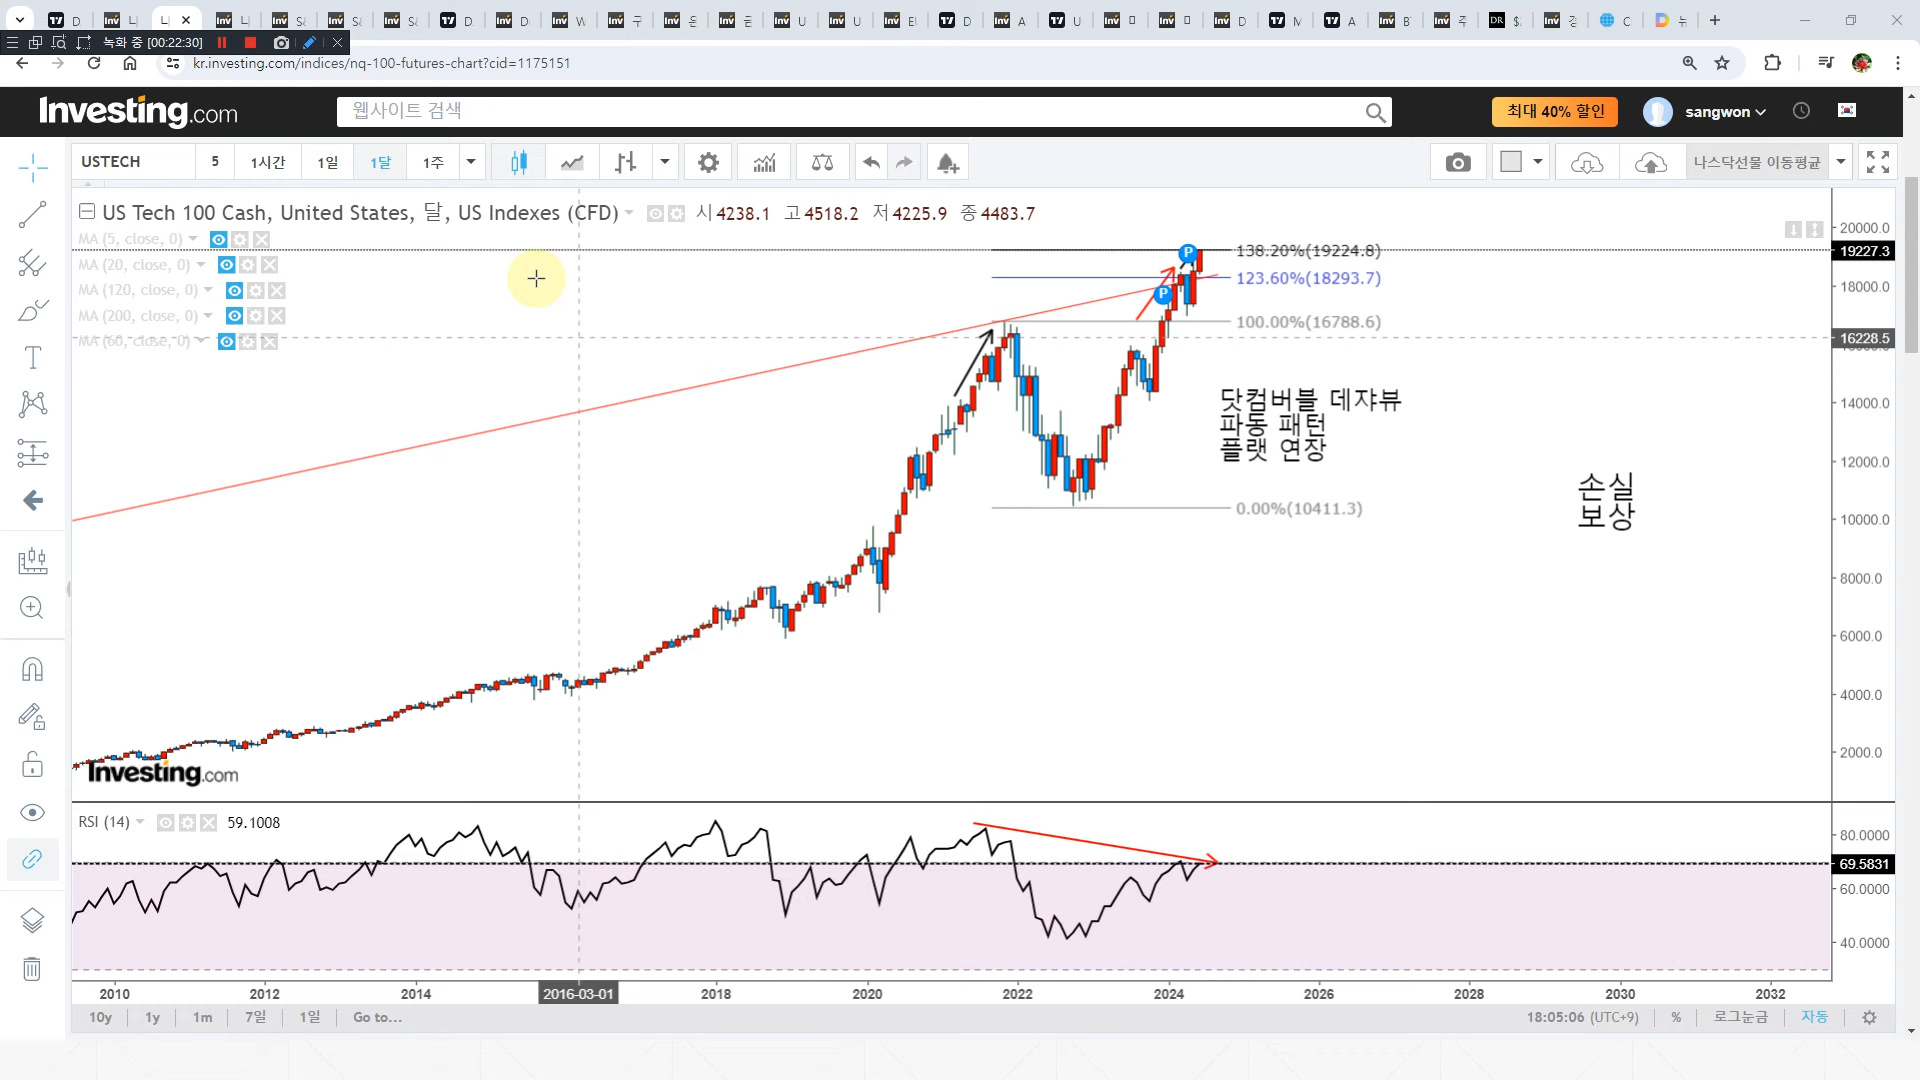 녹화 중 [00:22:30]
kr.investing.com/indices/nq-100-futures-chart?cid=1175151
Investing.com
웹사이트 검색
최대 40% 할인
sangwon
USTECH
5
1시간
1일
1달
1주
나스닥선물 이동평균
US Tech 100 Cash, United States, 달, US Indexes (CFD)
시 4238.1 고 4518.2 저 4225.9 종 4483.7
MA (5, close, 0)
MA (20, close, 0)
MA (120, close, 0)
MA (200, close, 0)
MA (60, close, 0)
P
P
138.20%(19224.8)
123.60%(18293.7)
100.00%(16788.6)
0.00%(10411.3)
닷컴버블 데쟈뷰
파동 패턴
플랫 연장
손실
보상
20000.0
19227.3
18000.0
16228.5
14000.0
12000.0
10000.0
8000.0
6000.0
4000.0
2000.0
Investing.com
RSI (14)
59.1008
80.0000
69.5831
60.0000
40.0000
2010
2012
2014
2016-03-01
2018
2020
2022
2024
2026
2028
2030
2032
10y
1y
1m
7일
1일
Go to...
18:05:06 (UTC+9)
%
로그눈금
자동